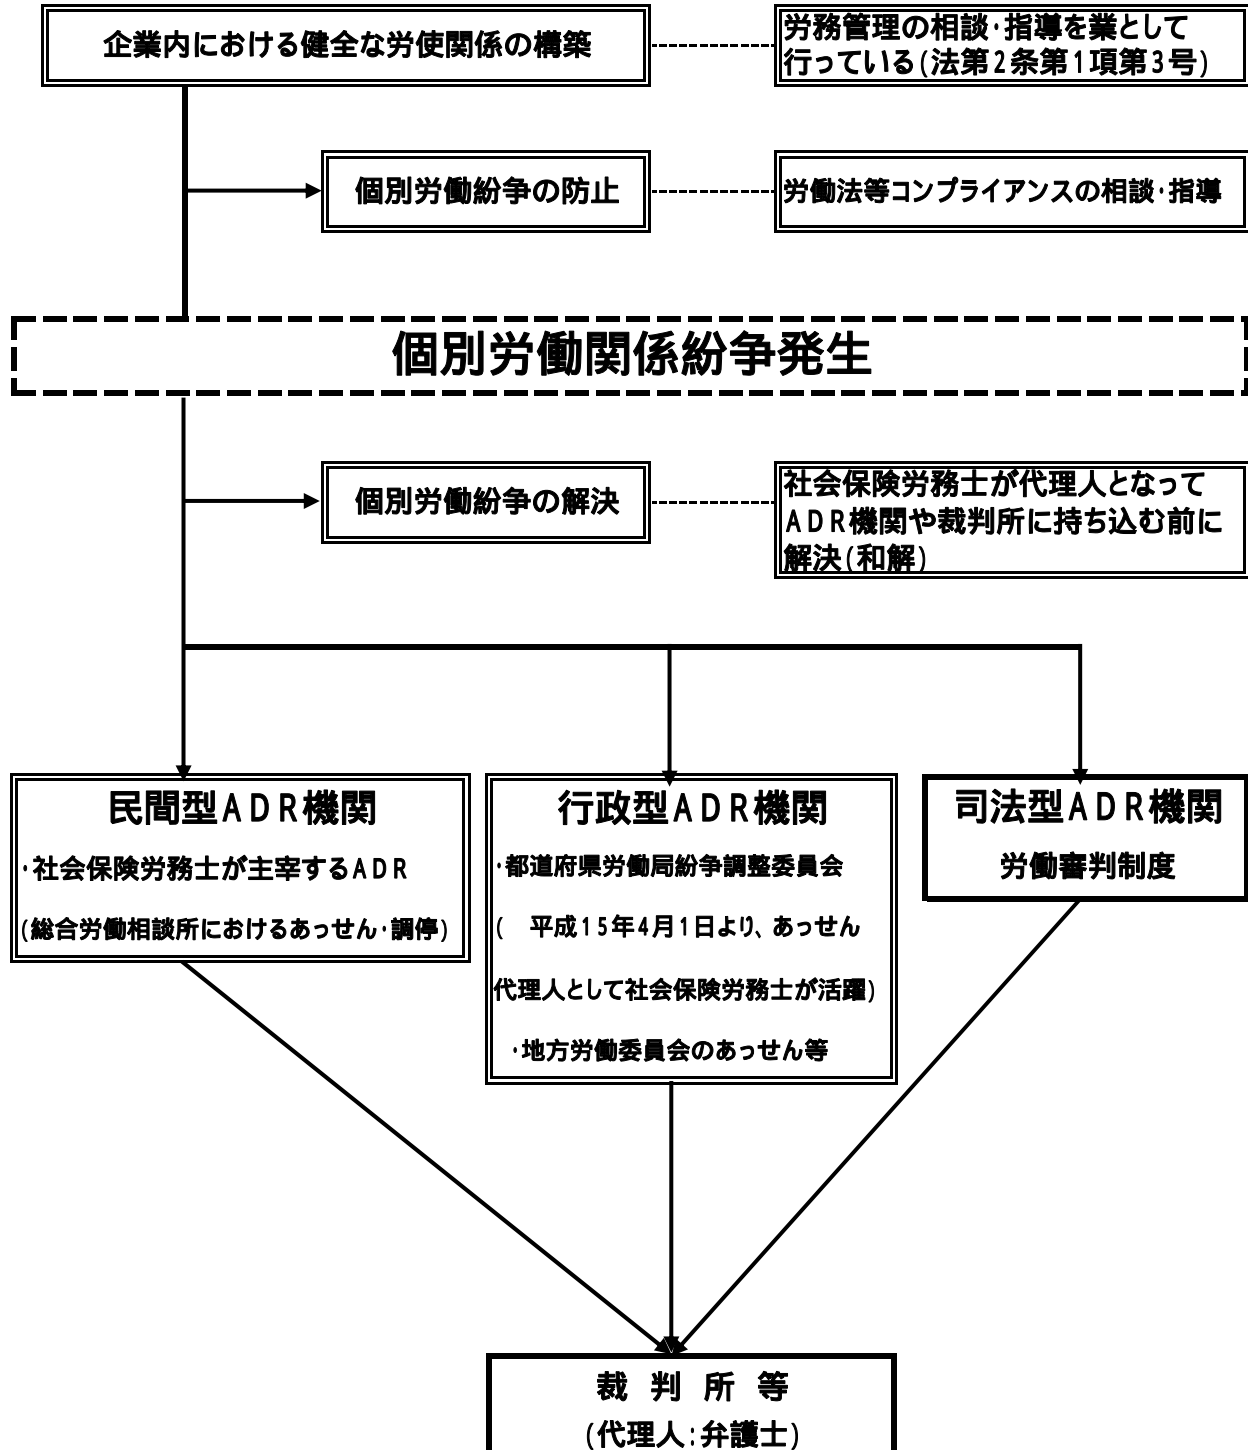 企業内における健全な労使関係の構築
労務管理の相談・指導を業として
行っている(法第2条第1項第3号)
個別労働紛争の防止
労働法等コンプライアンスの相談・指導
個別労働関係紛争発生
個別労働紛争の解決
社会保険労務士が代理人となって
ADR機関や裁判所に持ち込む前に
解決(和解)
民間型ADR機関
・社会保険労務士が主宰するADR
(総合労働相談所におけるあっせん・調停)
行政型ADR機関
・都道府県労働局紛争調整委員会
(　平成15年4月1日より、あっせん
代理人として社会保険労務士が活躍)
・地方労働委員会のあっせん等
司法型ADR機関
労働審判制度
裁 判 所 等
(代理人:弁護士)